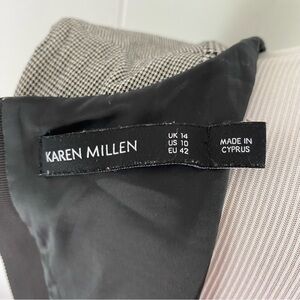 KAREN MILLEN
UK 14
US 10
EU 42
MADE IN
CYPRUS